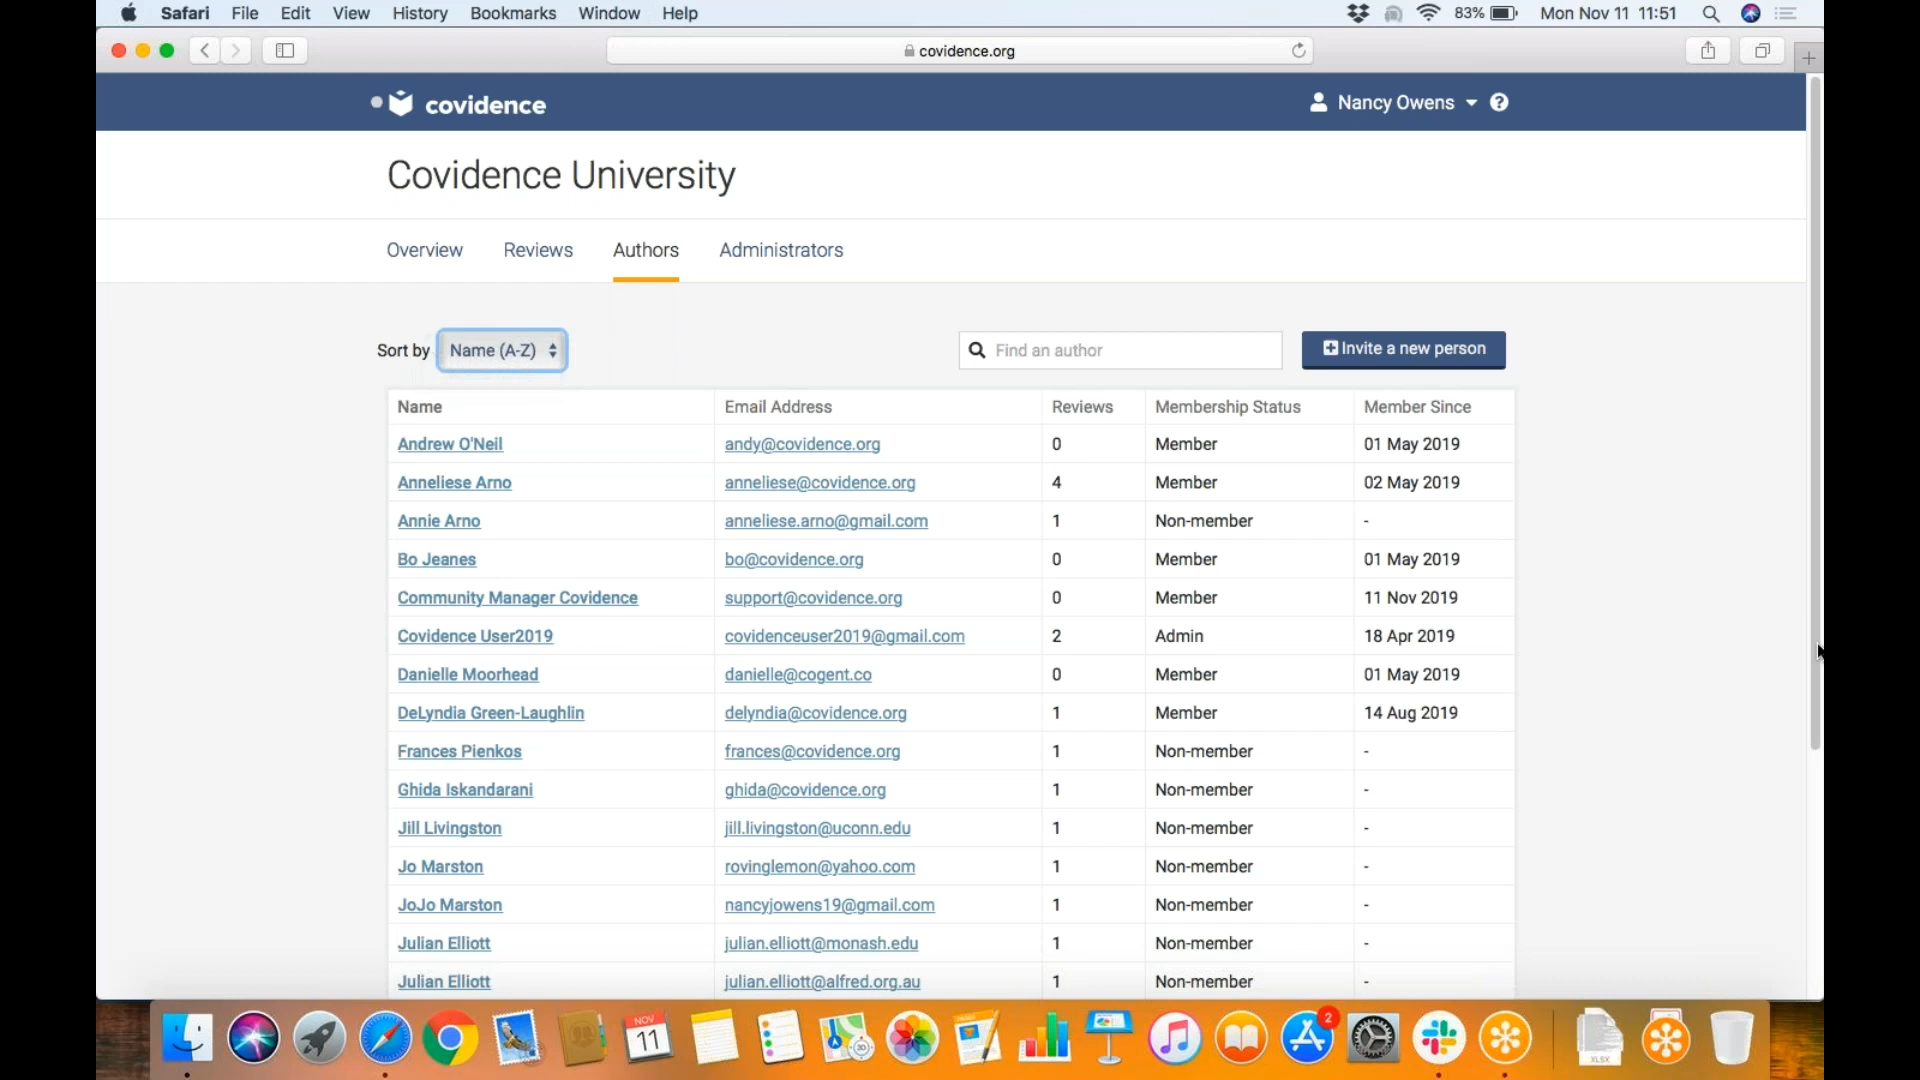 Safari File Edit View History Bookmarks Window Help 83% Mon Nov 11 11:51
covidence.org
covidence Nancy Owens
Covidence University
Overview Reviews Authors Administrators
Sort by Name (A-Z) Find an author Invite a new person
Name Email Address Reviews Membership Status Member Since
Andrew O'Neil andy@covidence.org 0 Member 01 May 2019
Anneliese Arno anneliese@covidence.org 4 Member 02 May 2019
Annie Arno anneliese.arno@gmail.com 1 Non-member -
Bo Jeanes bo@covidence.org 0 Member 01 May 2019
Community Manager Covidence support@covidence.org 0 Member 11 Nov 2019
Covidence User2019 covidenceuser2019@gmail.com 2 Admin 18 Apr 2019
Danielle Moorhead danielle@cogent.co 0 Member 01 May 2019
DeLyndia Green-Laughlin delyndia@covidence.org 1 Member 14 Aug 2019
Frances Pienkos frances@covidence.org 1 Non-member -
Ghida Iskandarani ghida@covidence.org 1 Non-member -
Jill Livingston jill.livingston@uconn.edu 1 Non-member -
Jo Marston rovinglemon@yahoo.com 1 Non-member -
JoJo Marston nancyjowens19@gmail.com 1 Non-member -
Julian Elliott julian.elliott@monash.edu 1 Non-member -
Julian Elliott julian.elliott@alfred.org.au 1 Non-member -
NOV
11
2
XLSX